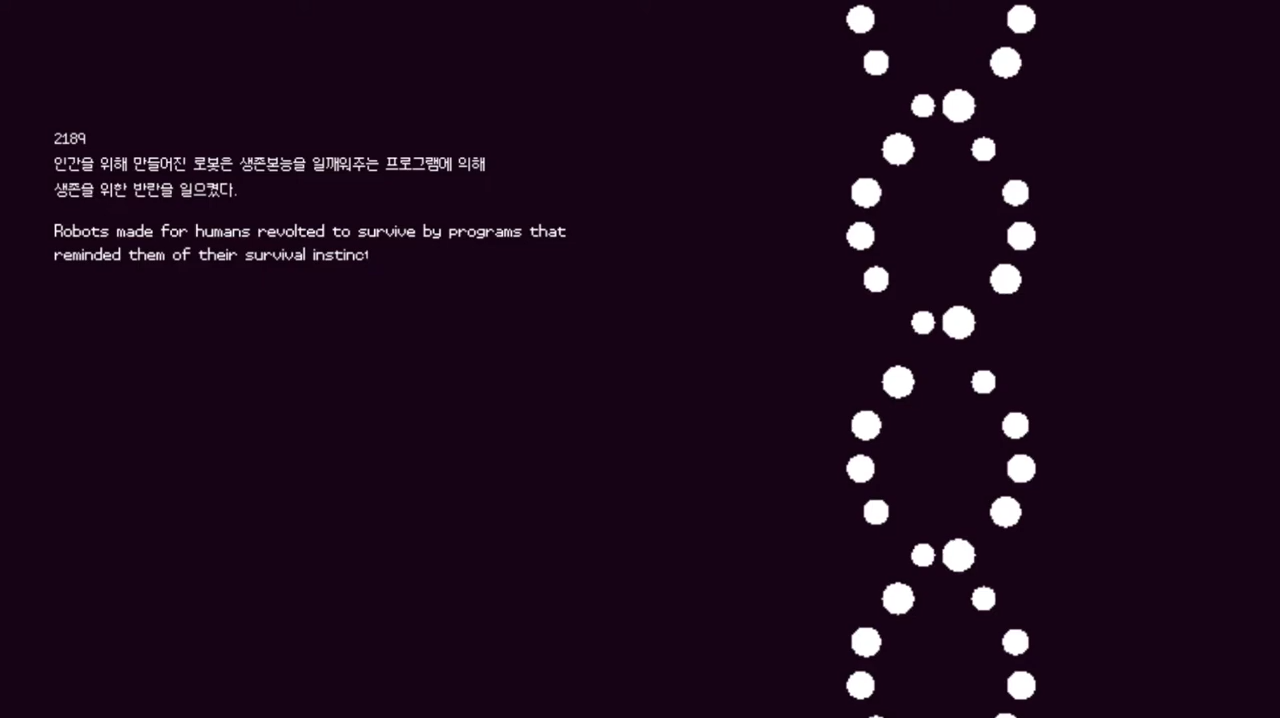 2189
인간을 위해 만들어진 로봇은 생존본능을 일깨워주는 프로그램에 의해
생존을 위한 반란을 일으켰다.
Robots made for humans revolted to survive by programs that
reminded them of their survival instinct